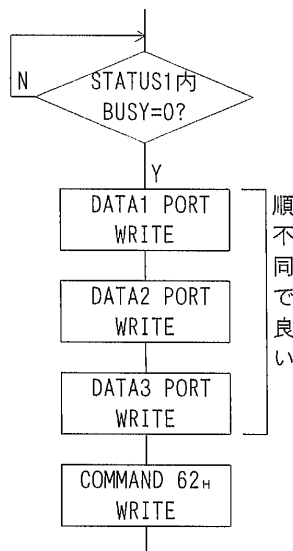 STATUS1内
BUSY=0?
N
Y
DATA1 PORT
WRITE
DATA2 PORT
WRITE
DATA3 PORT
WRITE
順不同で良い
COMMAND 62H
WRITE